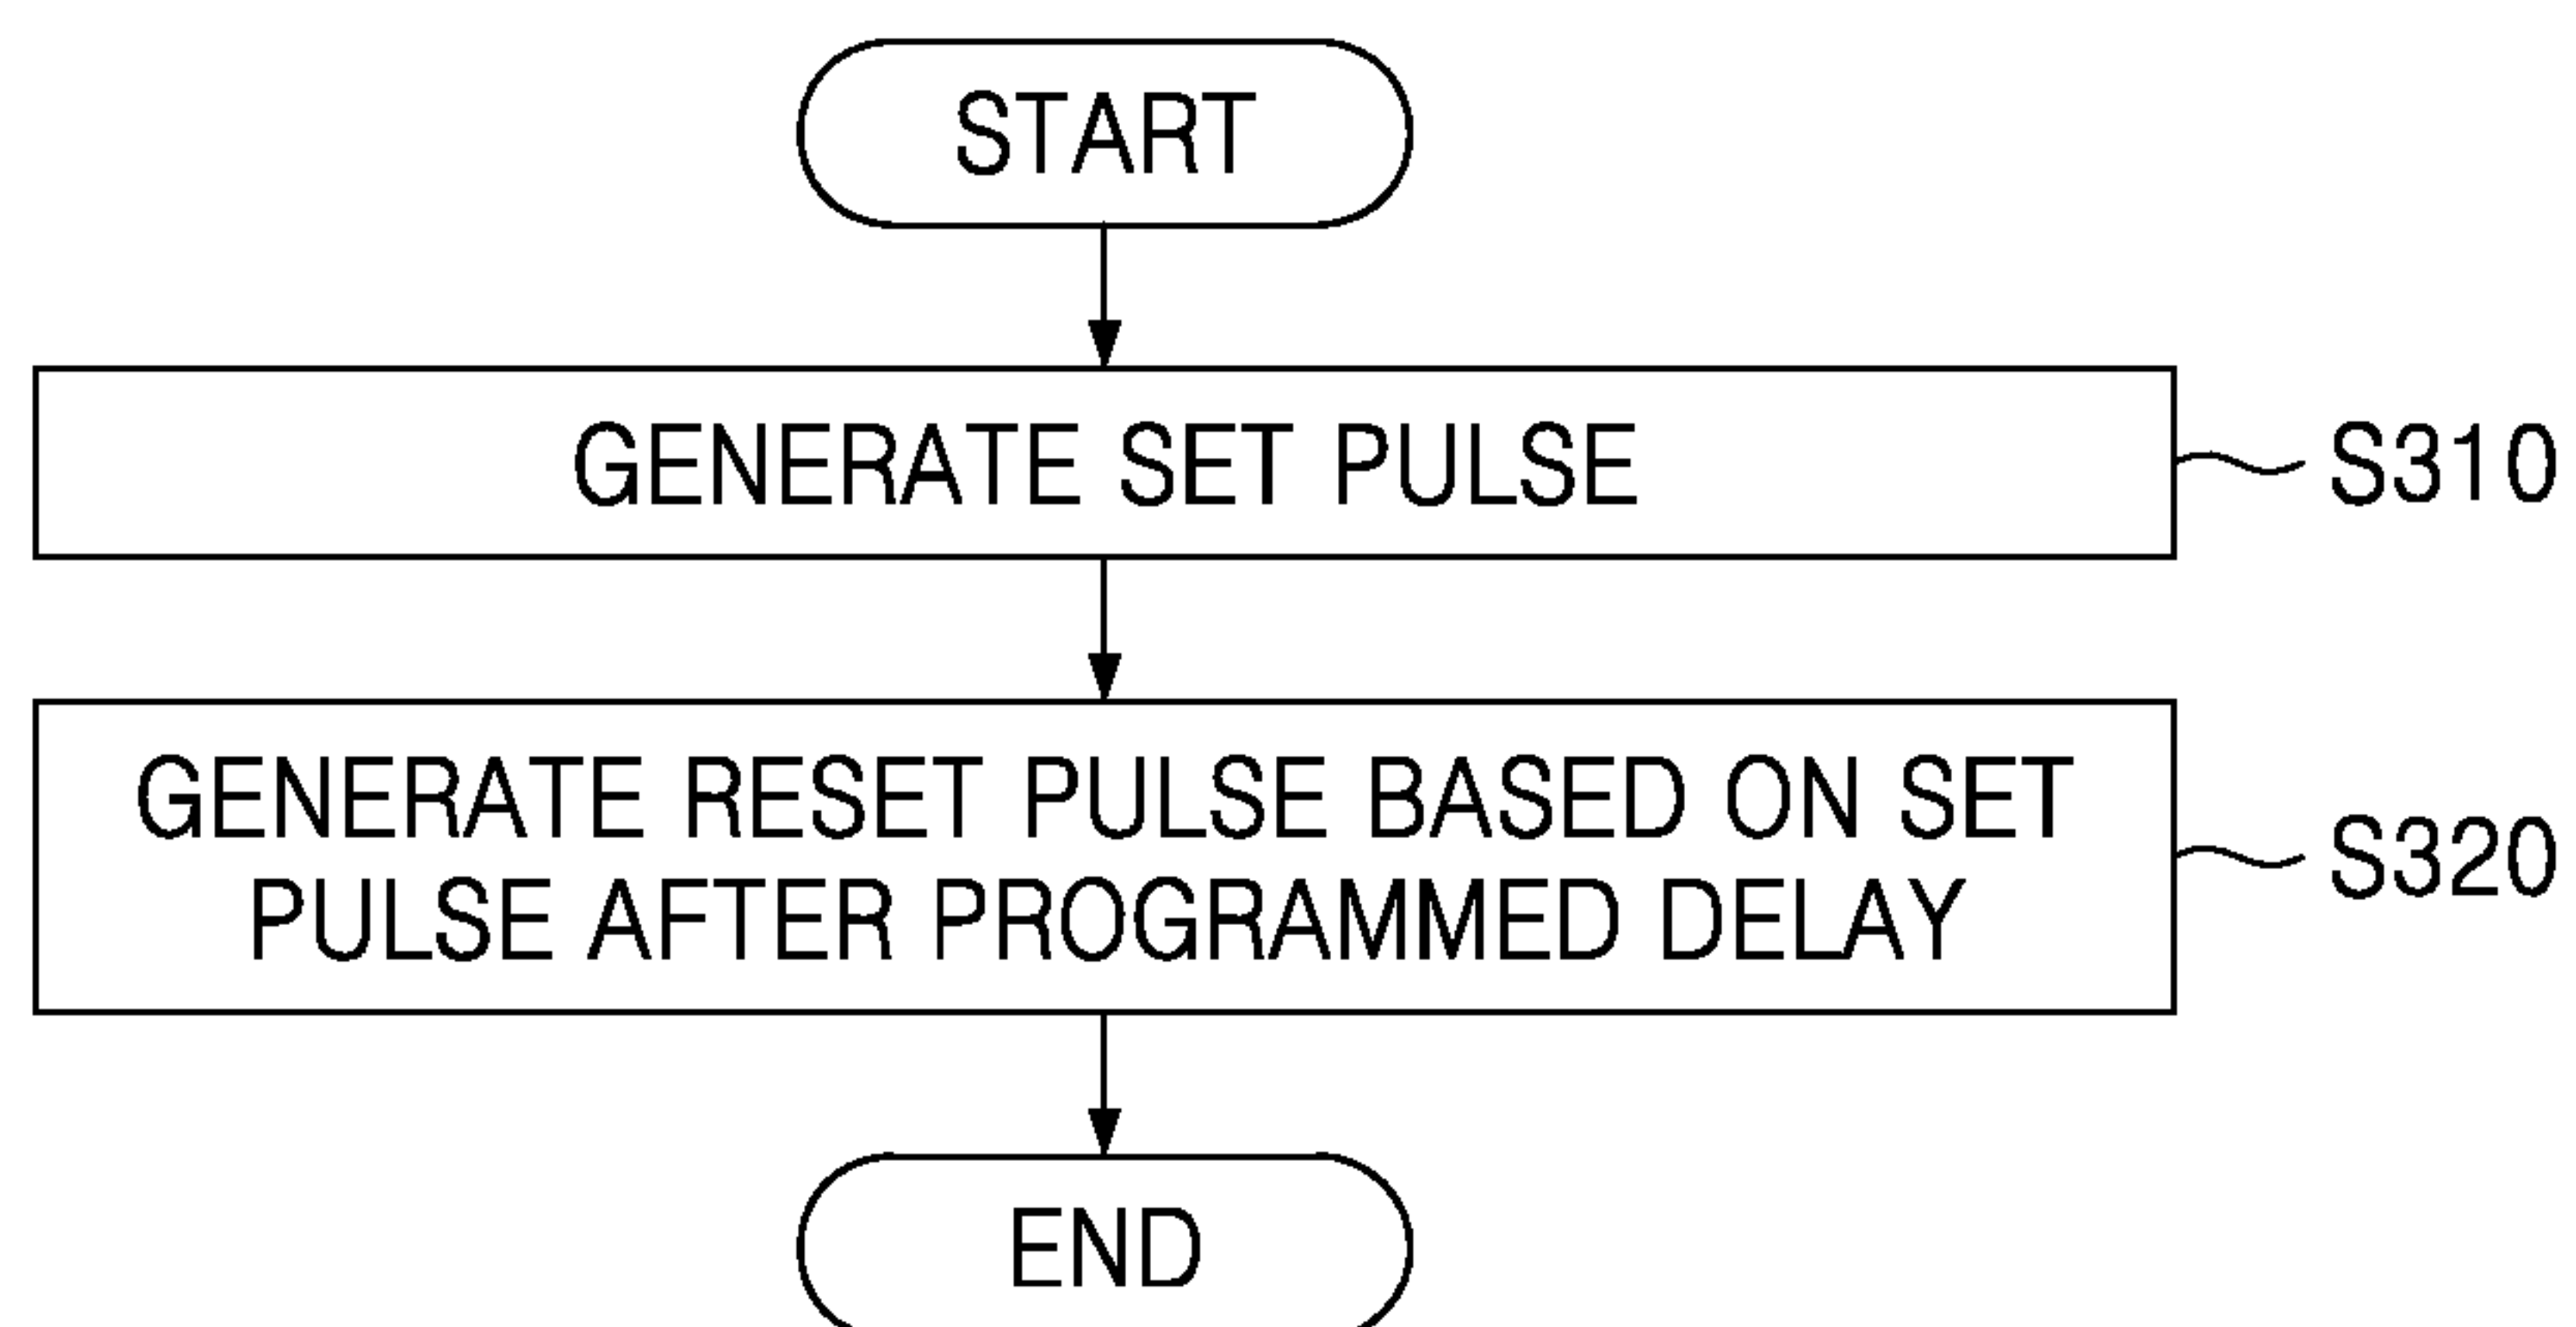 START
GENERATE SET PULSE
S310
GENERATE RESET PULSE BASED ON SET
PULSE AFTER PROGRAMMED DELAY
S320
END